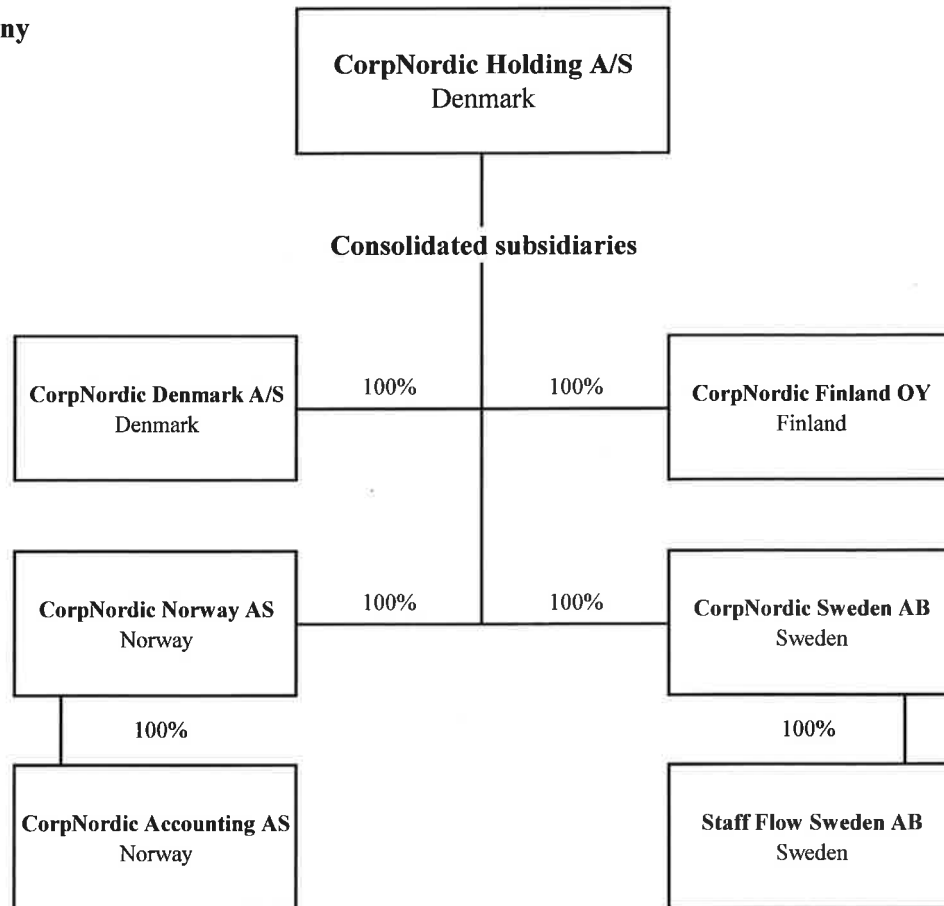 ny
CorpNordic Holding A/S
Denmark
Consolidated subsidiaries
CorpNordic Denmark A/S
Denmark
100%
100%
CorpNordic Finland OY
Finland
CorpNordic Norway AS
Norway
100%
100%
CorpNordic Sweden AB
Sweden
100%
100%
CorpNordic Accounting AS
Norway
Staff Flow Sweden AB
Sweden